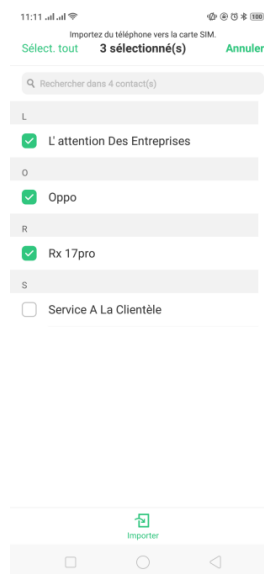 11:11
100
Importez du téléphone vers la carte SIM.
Sélect. tout 3 sélectionné(s) Annuler
Rechercher dans 4 contact(s)
L
L' attention Des Entreprises
O
Oppo
R
Rx 17pro
S
Service A La Clientèle
Importer